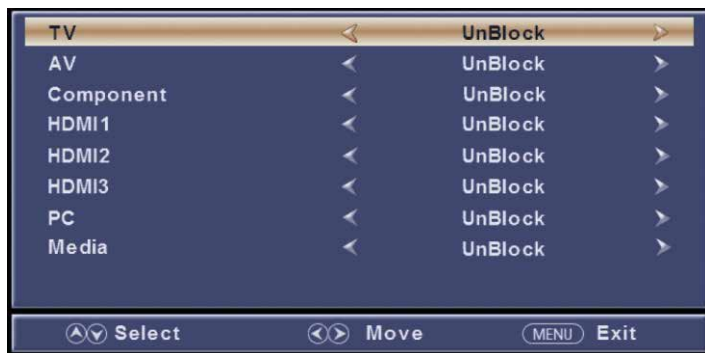 TV UnBlock
AV UnBlock
Component UnBlock
HDMI1 UnBlock
HDMI2 UnBlock
HDMI3 UnBlock
PC UnBlock
Media UnBlock
Select Move MENU Exit